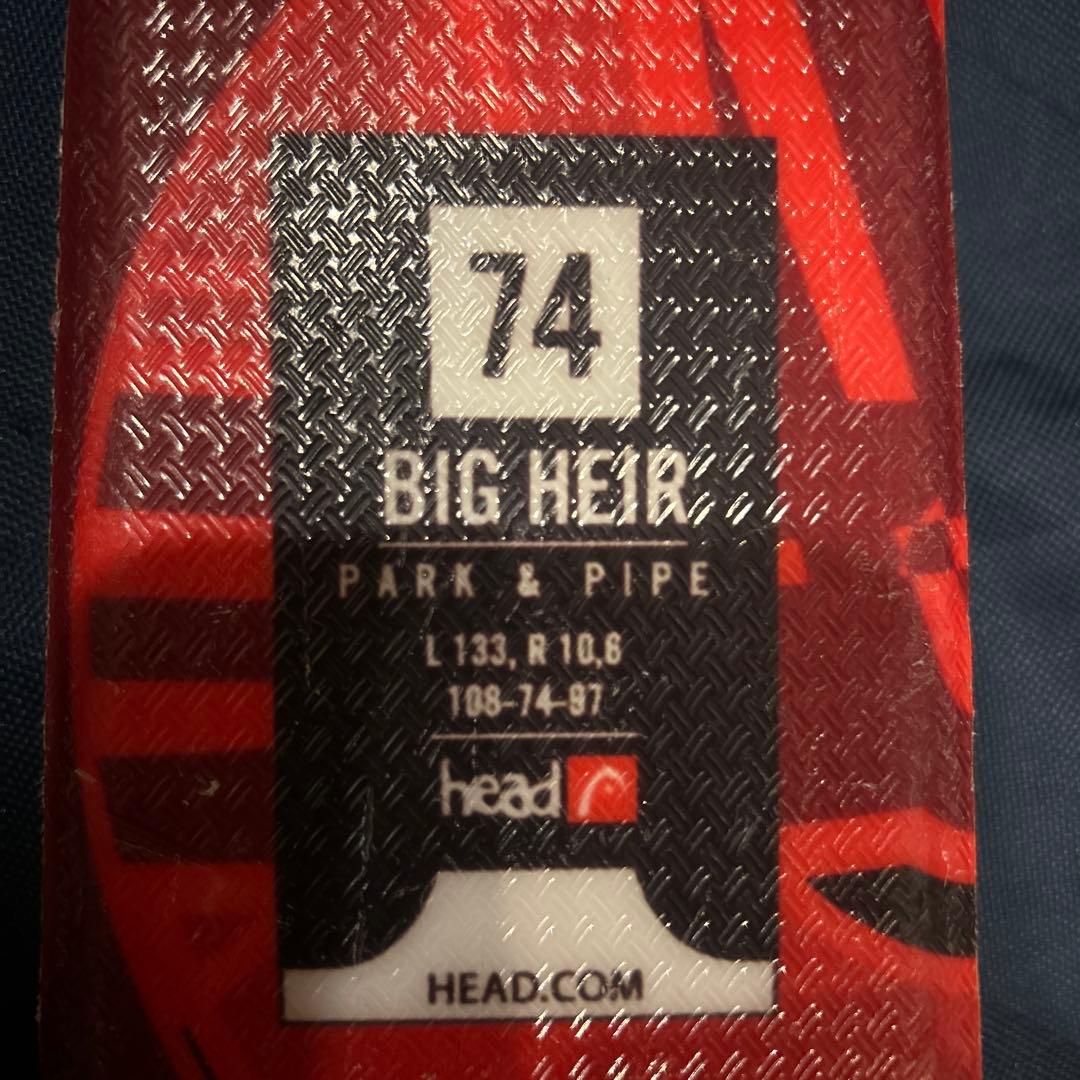 74
BIG HEIR
PARK & PIPE
L 133, R 10,6
108-74-97
head
HEAD.COM